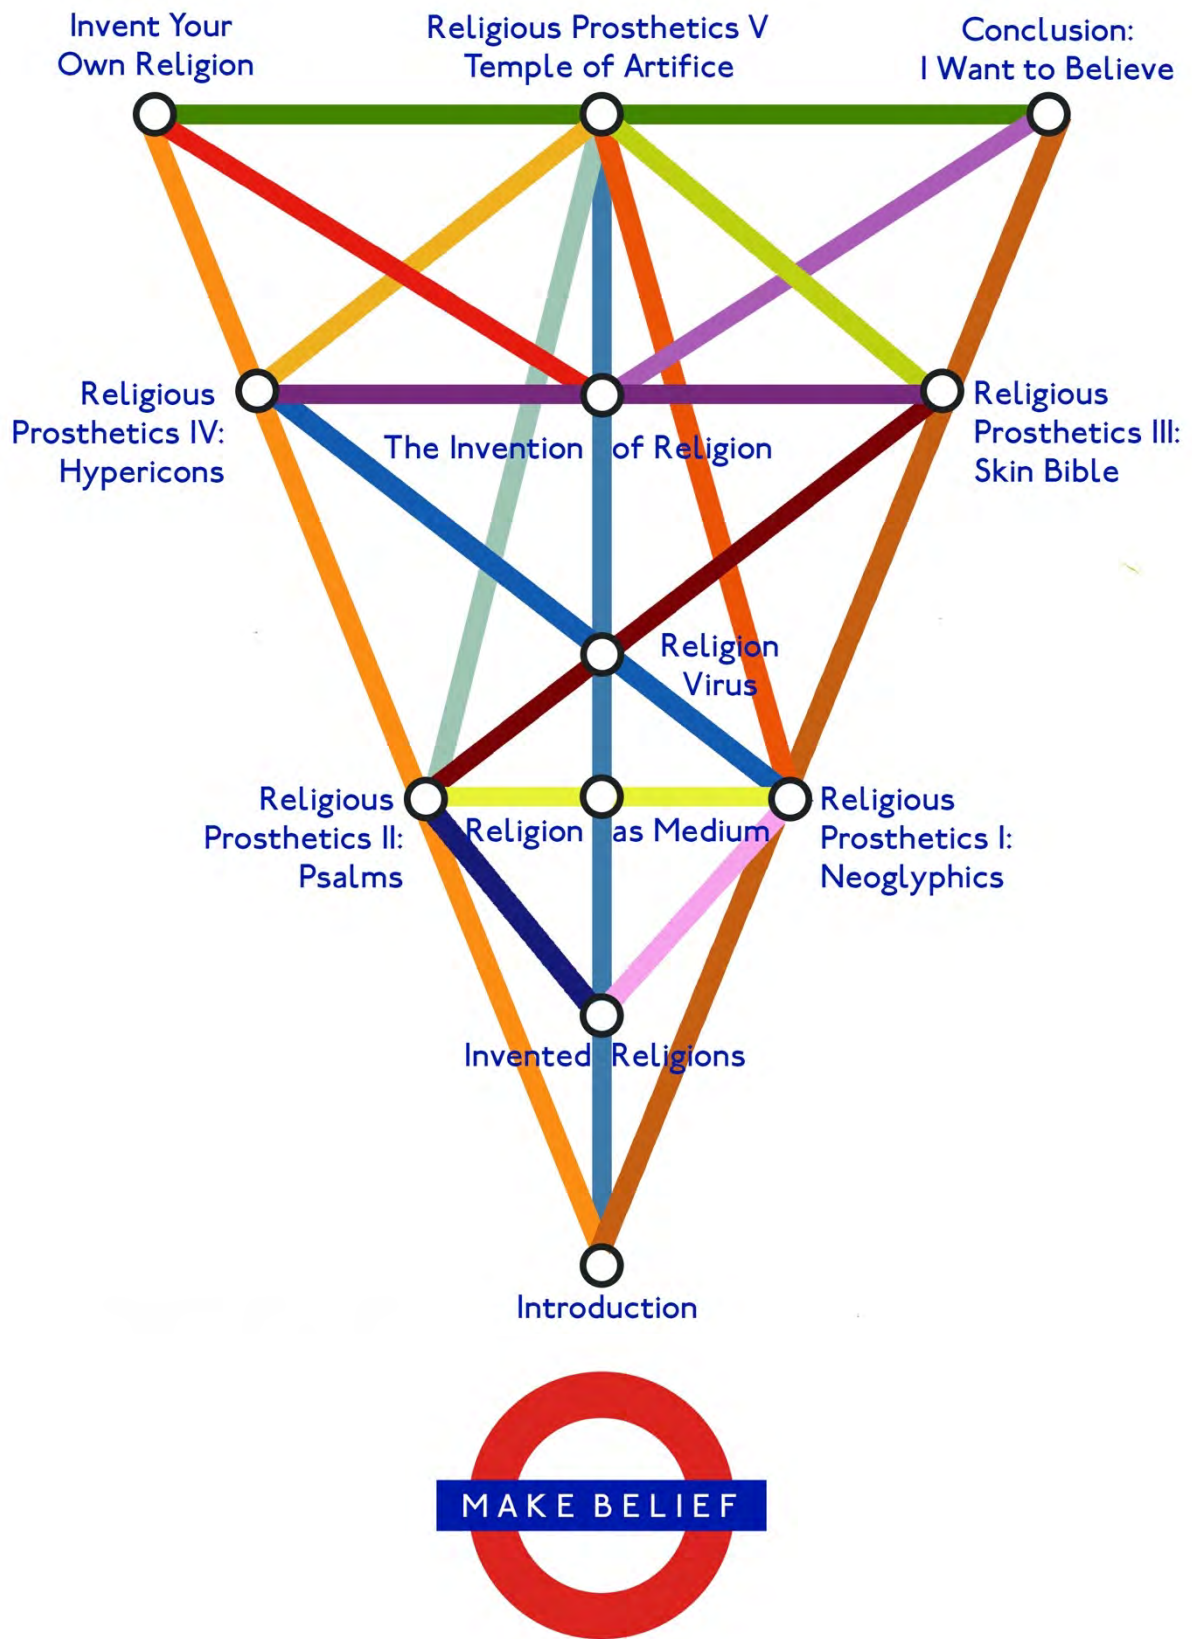 Invent Your
Own Religion
Religious Prosthetics V
Temple of Artifice
Conclusion:
I Want to Believe
Religious
Prosthetics IV:
Hypericons
The Invention of Religion
Religious
Prosthetics III:
Skin Bible
Religion
Virus
Religious
Prosthetics II:
Psalms
Religion as Medium
Religious
Prosthetics I:
Neoglyphics
Invented Religions
Introduction
MAKE BELIEF